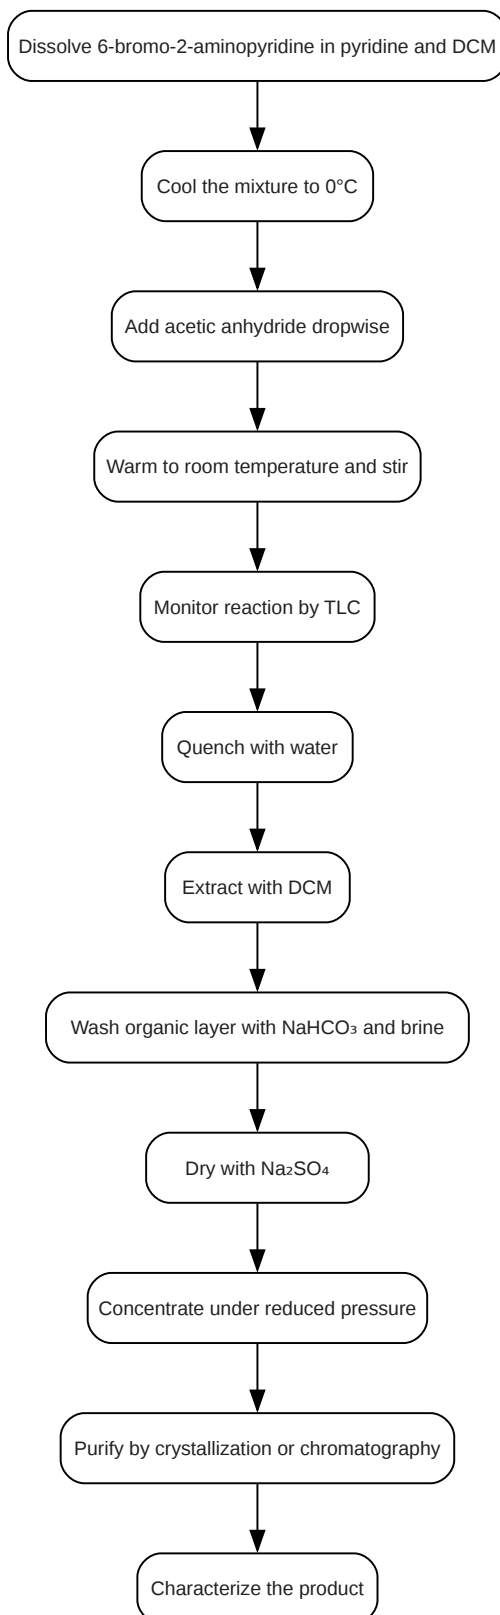 Dissolve 6-bromo-2-aminopyridine in pyridine and DCM
Cool the mixture to 0°C
Add acetic anhydride dropwise
Warm to room temperature and stir
Monitor reaction by TLC
Quench with water
Extract with DCM
Wash organic layer with NaHCO₃ and brine
Dry with Na₂SO₄
Concentrate under reduced pressure
Purify by crystallization or chromatography
Characterize the product